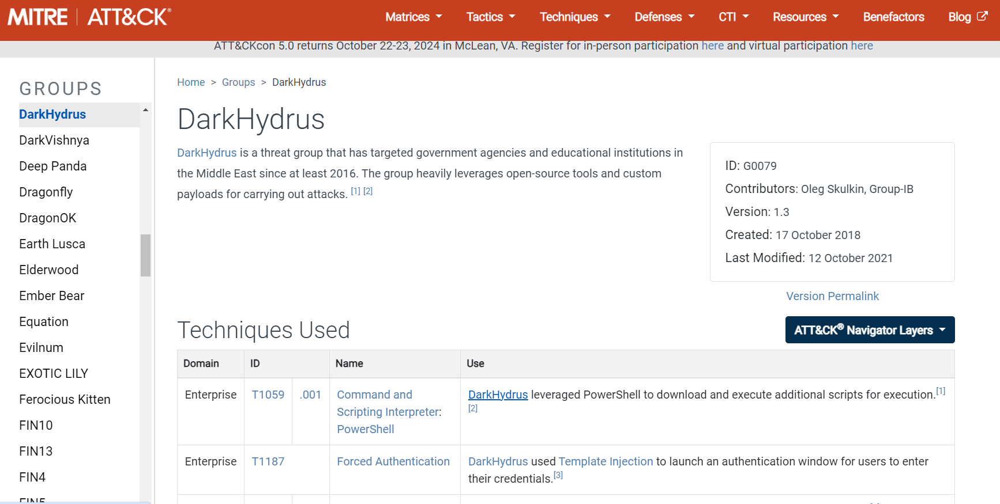 MITRE | ATT&CK®
Matrices
Tactics
Techniques
Defenses
CTI
Resources
Benefactors
Blog
ATT&CKcon 5.0 returns October 22-23, 2024 in McLean, VA. Register for in-person participation here and virtual participation here
GROUPS
DarkHydrus
DarkVishnya
Deep Panda
Dragonfly
DragonOK
Earth Lusca
Elderwood
Ember Bear
Equation
Evilnum
EXOTIC LILY
Ferocious Kitten
FIN10
FIN13
FIN4
FIN5
Home > Groups > DarkHydrus
DarkHydrus
DarkHydrus is a threat group that has targeted government agencies and educational institutions in
the Middle East since at least 2016. The group heavily leverages open-source tools and custom
payloads for carrying out attacks. [1] [2]
ID: G0079
Contributors: Oleg Skulkin, Group-IB
Version: 1.3
Created: 17 October 2018
Last Modified: 12 October 2021
Version Permalink
Techniques Used
ATT&CK® Navigator Layers
Domain ID Name Use
Enterprise T1059 .001 Command and
Scripting Interpreter:
PowerShell
DarkHydrus leveraged PowerShell to download and execute additional scripts for execution.[1]
[2]
Enterprise T1187 Forced Authentication
DarkHydrus used Template Injection to launch an authentication window for users to enter
their credentials.[3]